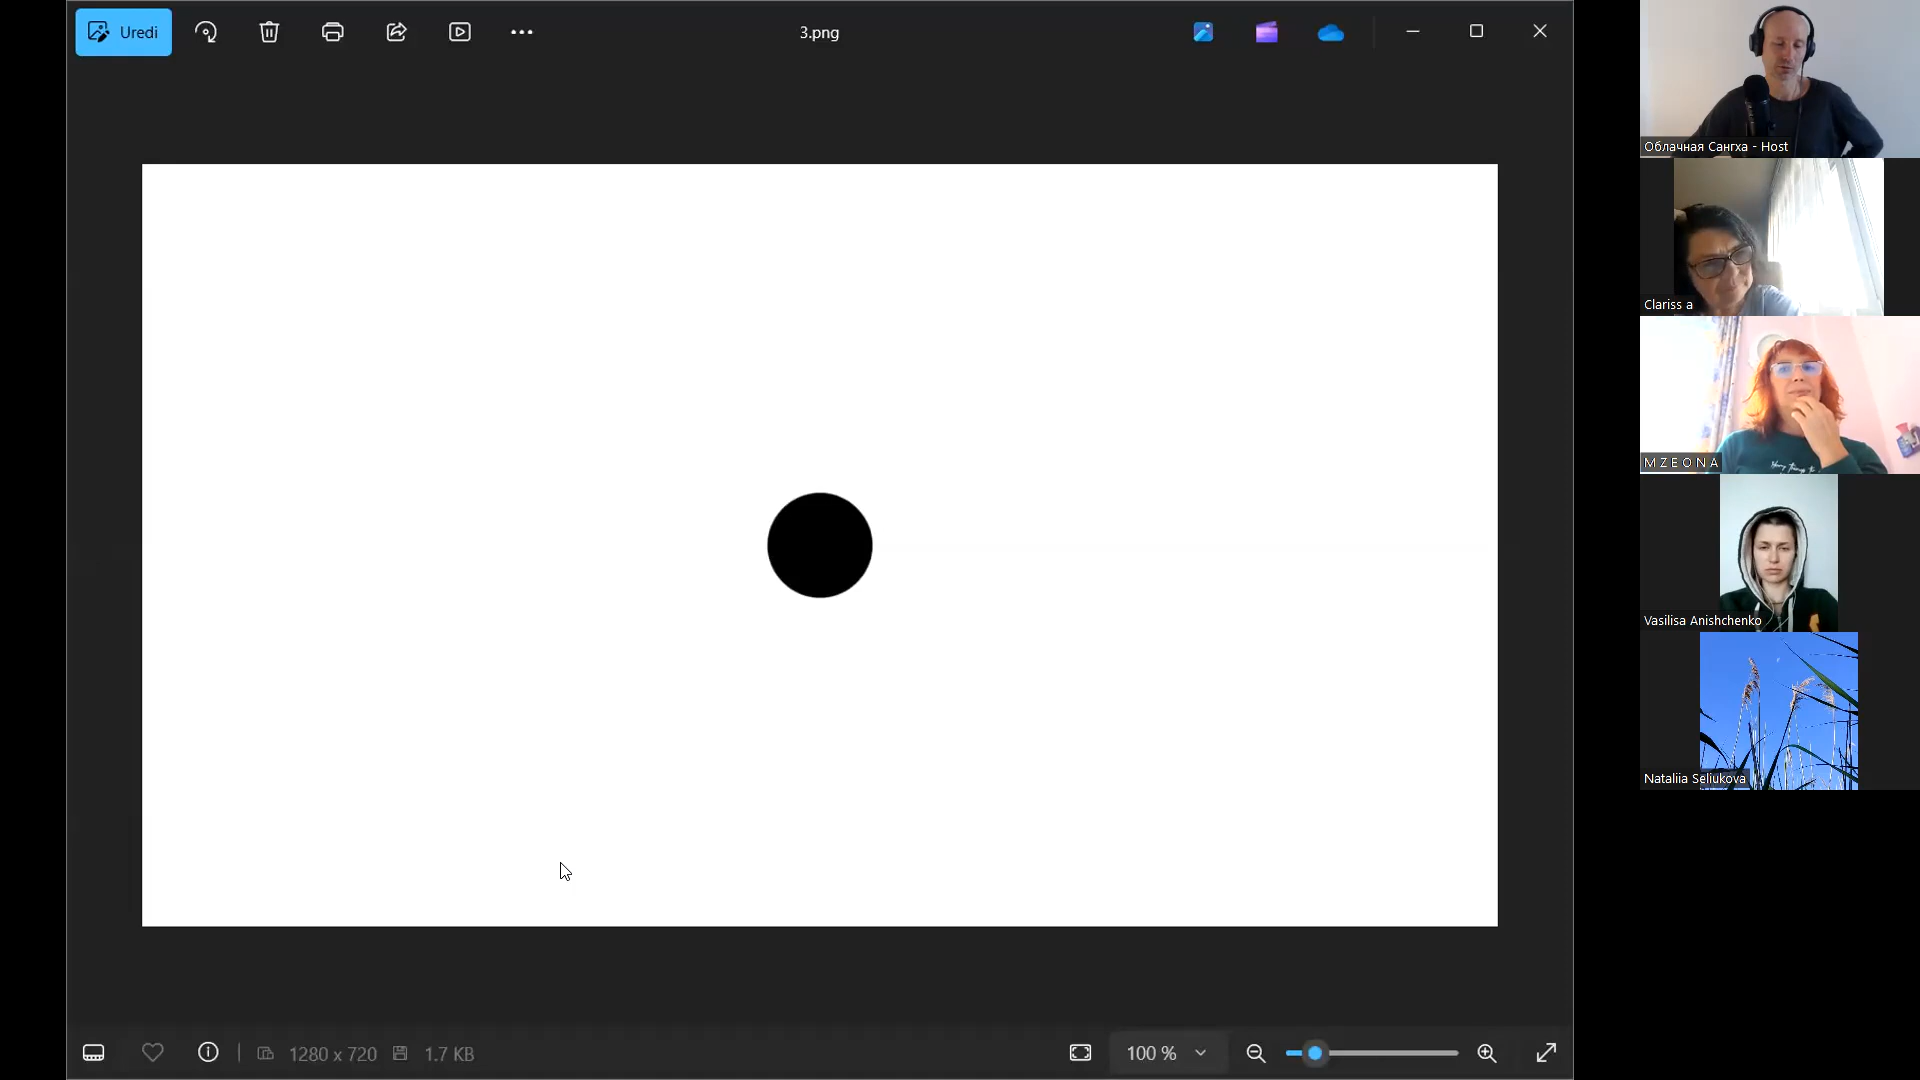 Uredi
3.png
Облачная Сангха - Host
Clariss a
M Z E O N A
Vasilisa Anishchenko
Nataliia Seliukova
1280 x 720
1.7 KB
100 %